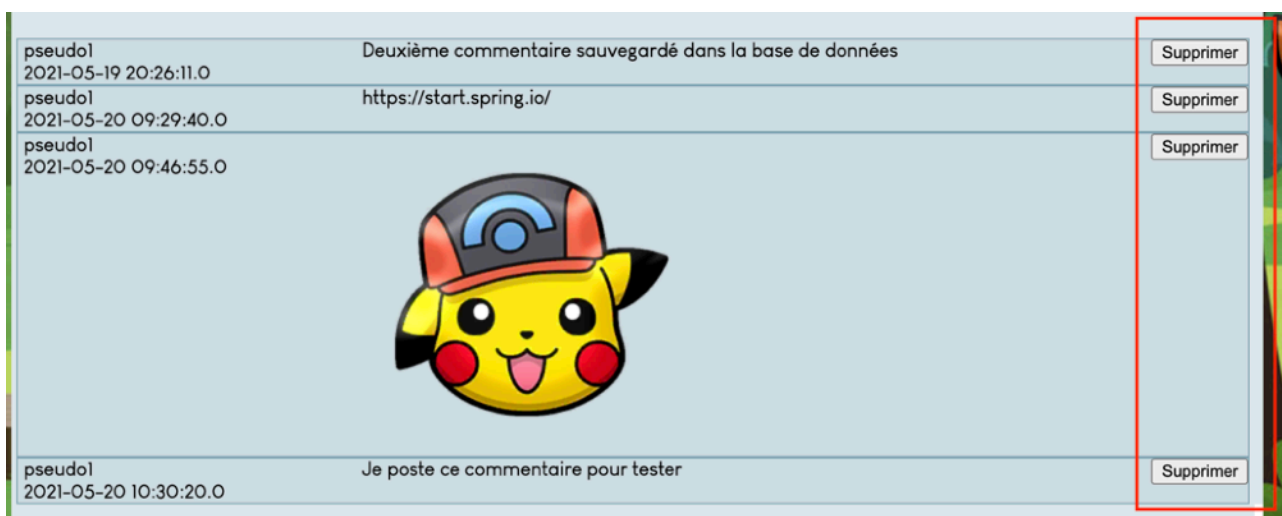 pseudo1
2021-05-19 20:26:11.0
Deuxième commentaire sauvegardé dans la base de données
Supprimer
pseudo1
2021-05-20 09:29:40.0
https://start.spring.io/
Supprimer
pseudo1
2021-05-20 09:46:55.0
Supprimer
pseudo1
2021-05-20 10:30:20.0
Je poste ce commentaire pour tester
Supprimer